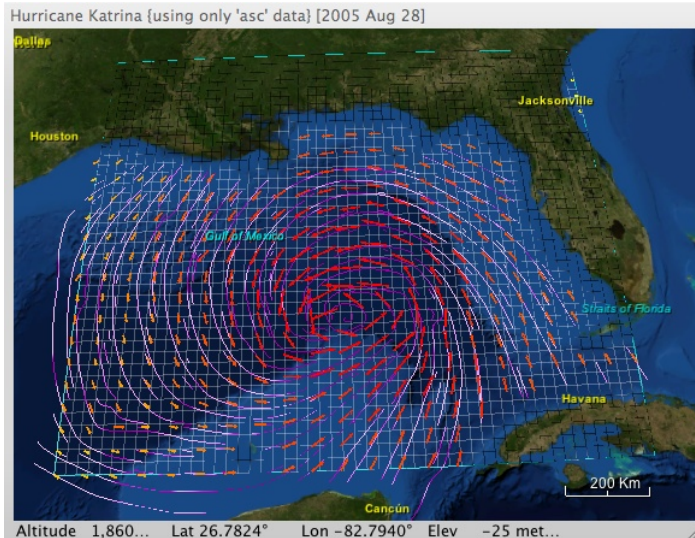 Hurricane Katrina {using only 'asc' data} [2005 Aug 28]
Dallas
Jacksonville
Houston
Gulf of Mexico
Straits of Florida
Havana
200 Km
Cancún
Altitude 1,860... Lat 26.7824° Lon -82.7940° Elev -25 met...